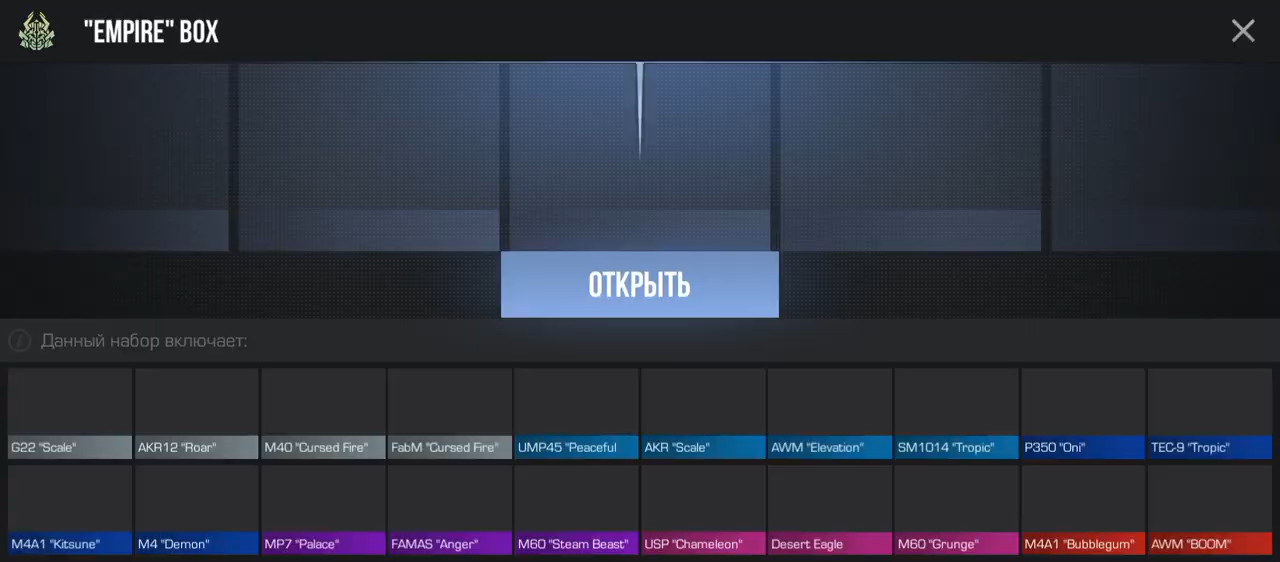 "EMPIRE" BOX
ОТКРЫТЬ
Данный набор включает:
G22 "Scale"
AKR12 "Roar"
M40 "Cursed Fire"
FabM "Cursed Fire"
UMP45 "Peaceful
AKR "Scale"
AWM "Elevation"
SM1014 "Tropic"
P350 "Oni"
TEC-9 "Tropic"
M4A1 "Kitsune"
M4 "Demon"
MP7 "Palace"
FAMAS "Anger"
M60 "Steam Beast"
USP "Chameleon"
Desert Eagle
M60 "Grunge"
M4A1 "Bubblegum"
AWM "BOOM"